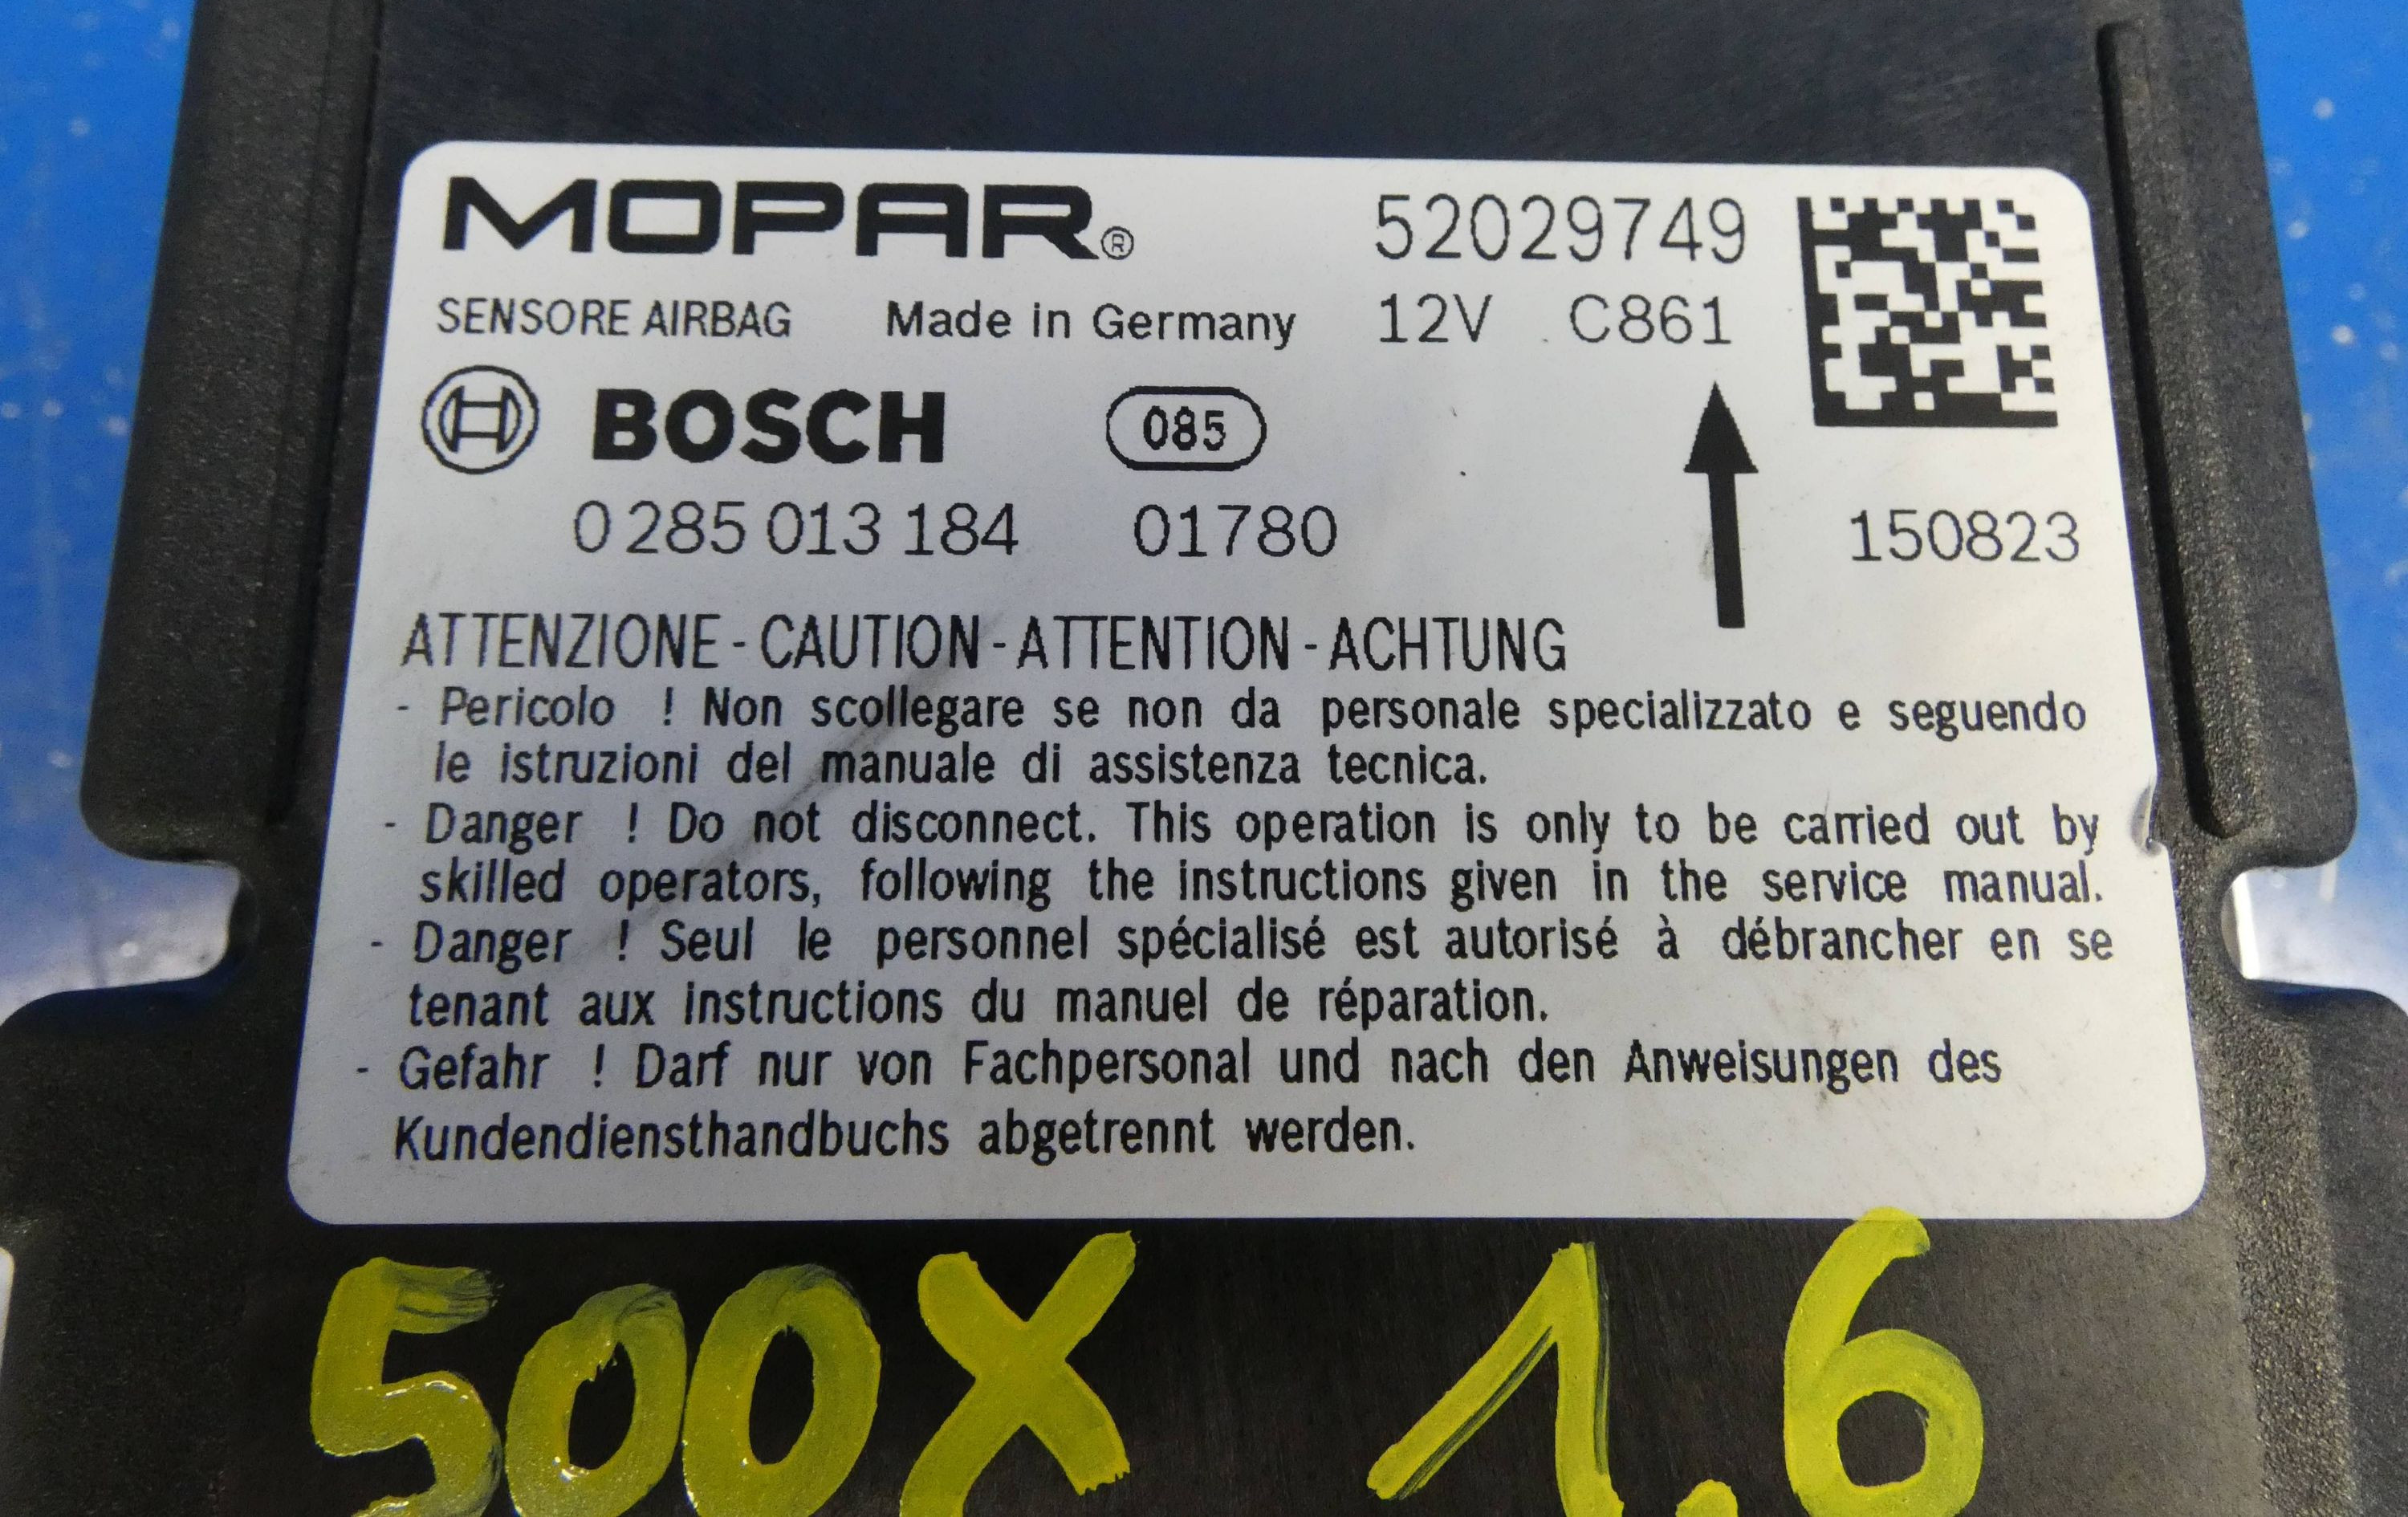 MOPAR® 52029749
SENSORE AIRBAG Made in Germany 12V C861
BOSCH 085
0 285 013 184 01780 150823
ATTENZIONE - CAUTION - ATTENTION - ACHTUNG
- Pericolo ! Non scollegare se non da personale specializzato e seguendo
le istruzioni del manuale di assistenza tecnica.
- Danger ! Do not disconnect. This operation is only to be carried out by
skilled operators, following the instructions given in the service manual.
- Danger ! Seul le personnel spécialisé est autorisé à débrancher en se
tenant aux instructions du manuel de réparation.
- Gefahr ! Darf nur von Fachpersonal und nach den Anweisungen des
Kundendiensthandbuchs abgetrennt werden.
500X 1.6